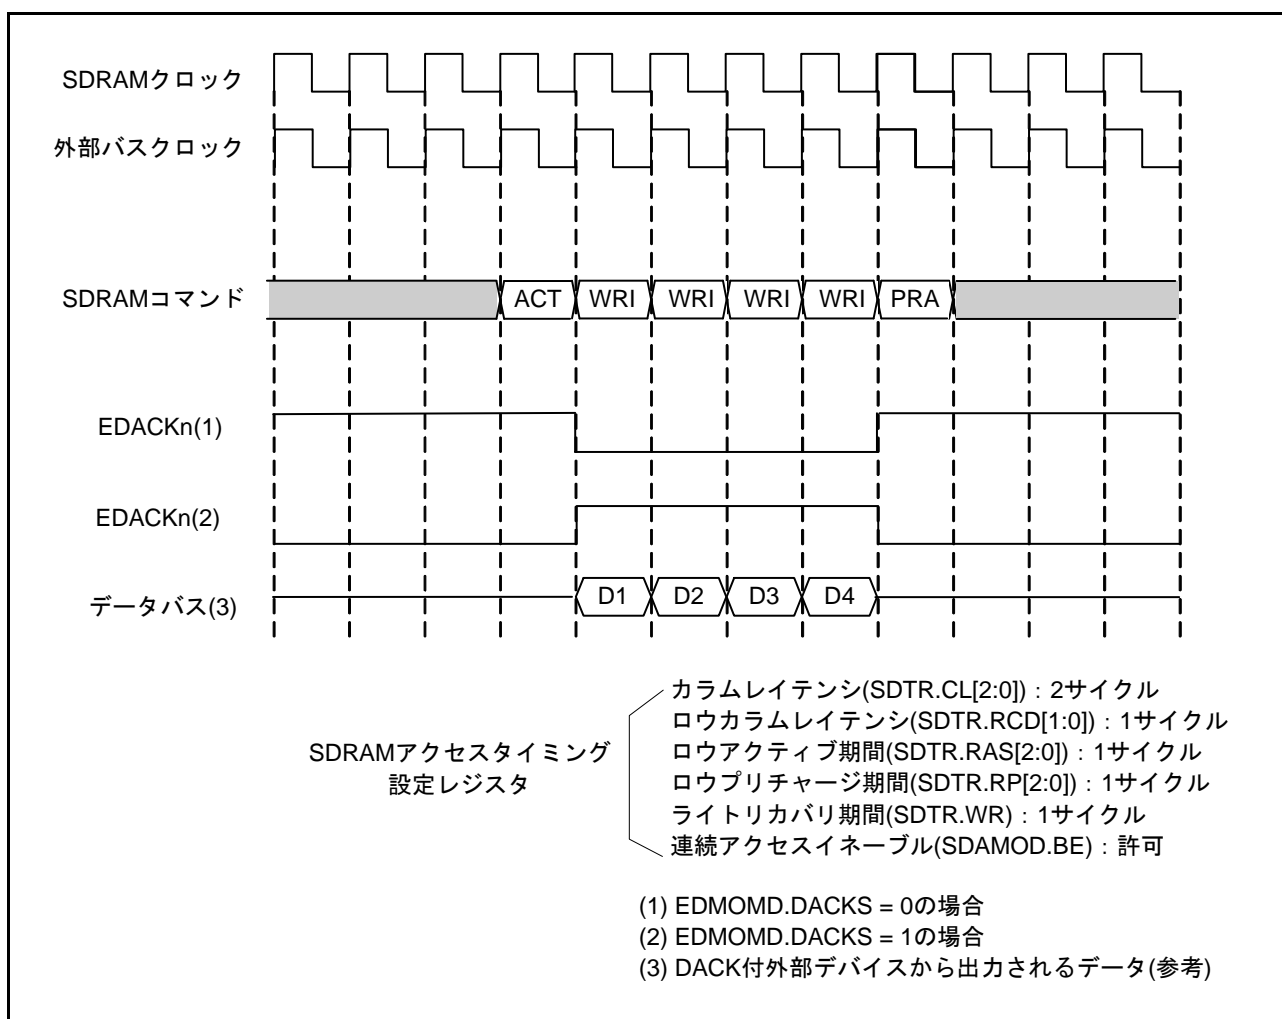 SDRAMクロック
外部バスクロック
SDRAMコマンド ACT WRI WRI WRI WRI PRA
EDACKn(1)
EDACKn(2)
データバス(3) D1 D2 D3 D4
SDRAMアクセスタイミング
設定レジスタ
カラムレイテンシ(SDTR.CL[2:0])：2サイクル
ロウカラムレイテンシ(SDTR.RCD[1:0])：1サイクル
ロウアクティブ期間(SDTR.RAS[2:0])：1サイクル
ロウプリチャージ期間(SDTR.RP[2:0])：1サイクル
ライトリカバリ期間(SDTR.WR)：1サイクル
連続アクセスイネーブル(SDAMOD.BE)：許可
(1) EDMOMD.DACKS = 0の場合
(2) EDMOMD.DACKS = 1の場合
(3) DACK付外部デバイスから出力されるデータ(参考)